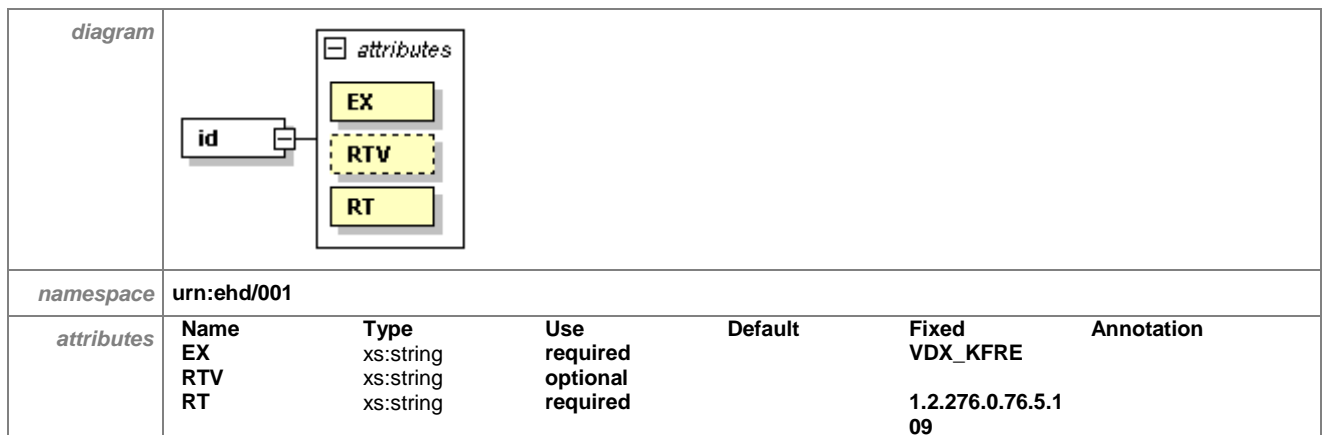 diagram
attributes
EX
id
RTV
RT
namespace urn:ehd/001
attributes Name Type Use Default Fixed Annotation
EX xs:string required VDX_KFRE
RTV xs:string optional
RT xs:string required 1.2.276.0.76.5.1
09